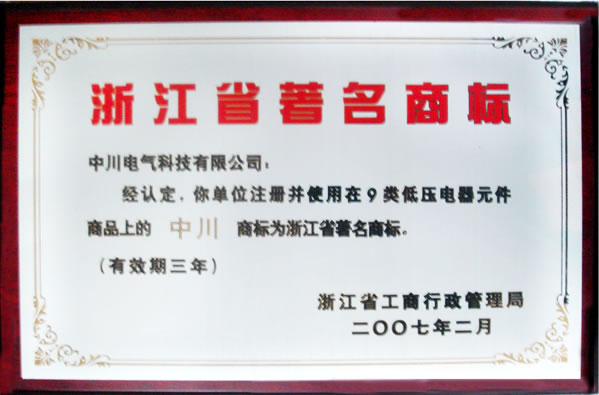 浙江省著名商标
中川电气科技有限公司：
经认定，你单位注册并使用在9类低压电器元件
商品上的 中川 商标为浙江省著名商标。
（有效期三年）
浙江省工商行政管理局
二〇〇七年二月